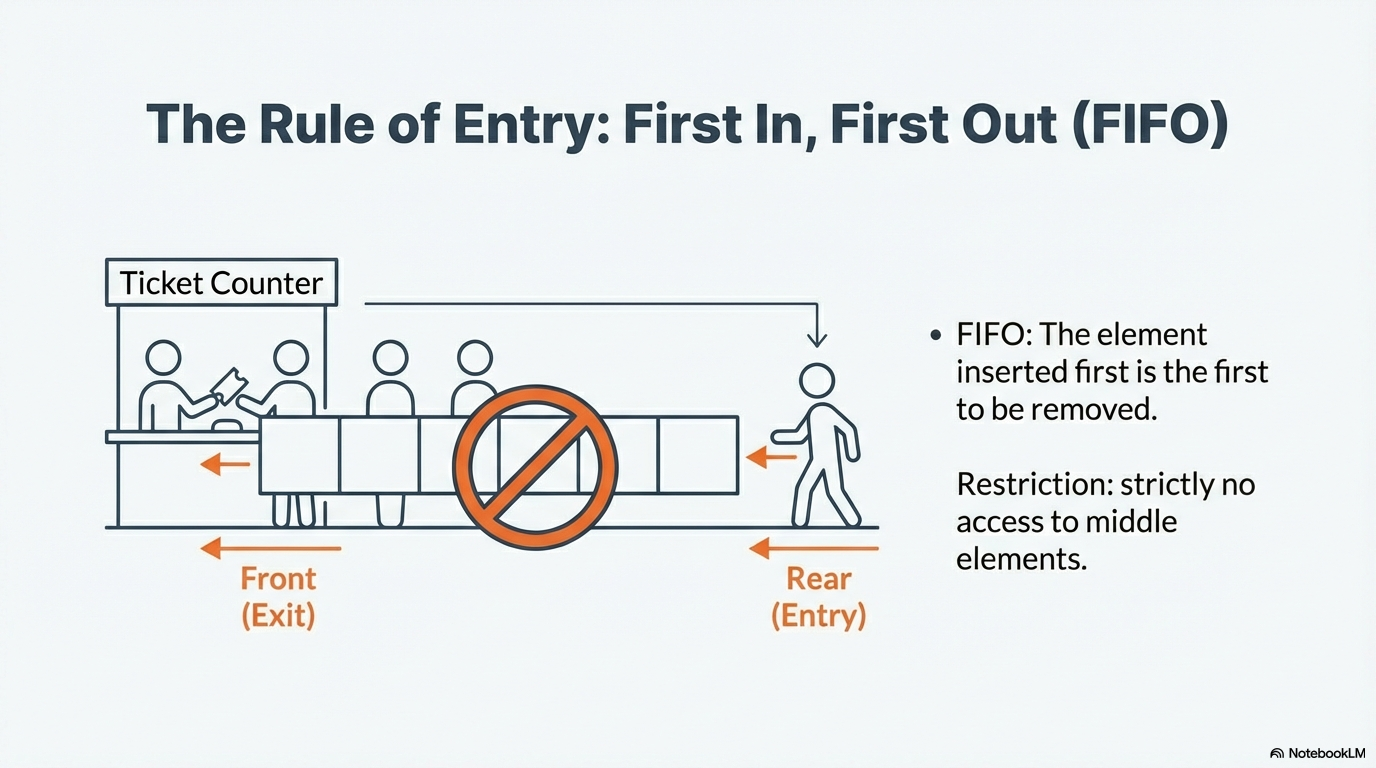 The Rule of Entry: First In, First Out (FIFO)
Ticket Counter
Front
(Exit)
Rear
(Entry)
• FIFO: The element
inserted first is the first
to be removed.
Restriction: strictly no
access to middle
elements.
NotebookLM